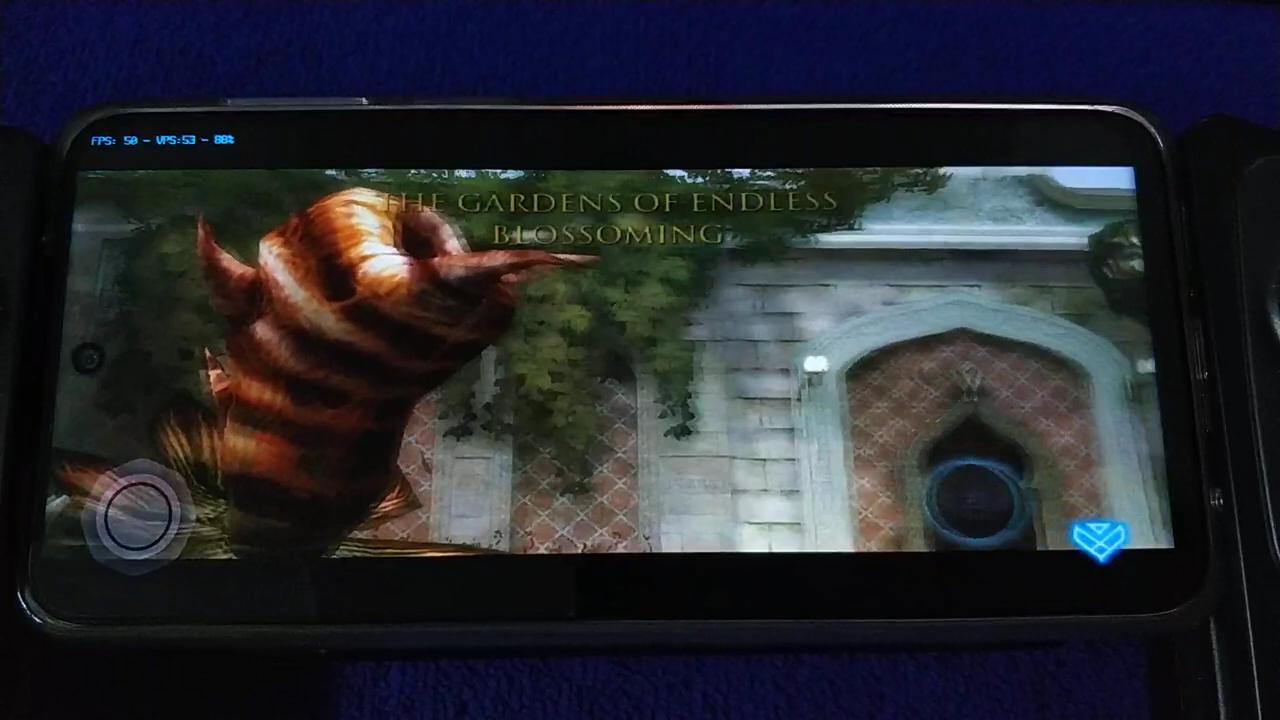 FPS: 50 - VPS:53 - 88%
THE GARDENS OF ENDLESS
BLOSSOMING